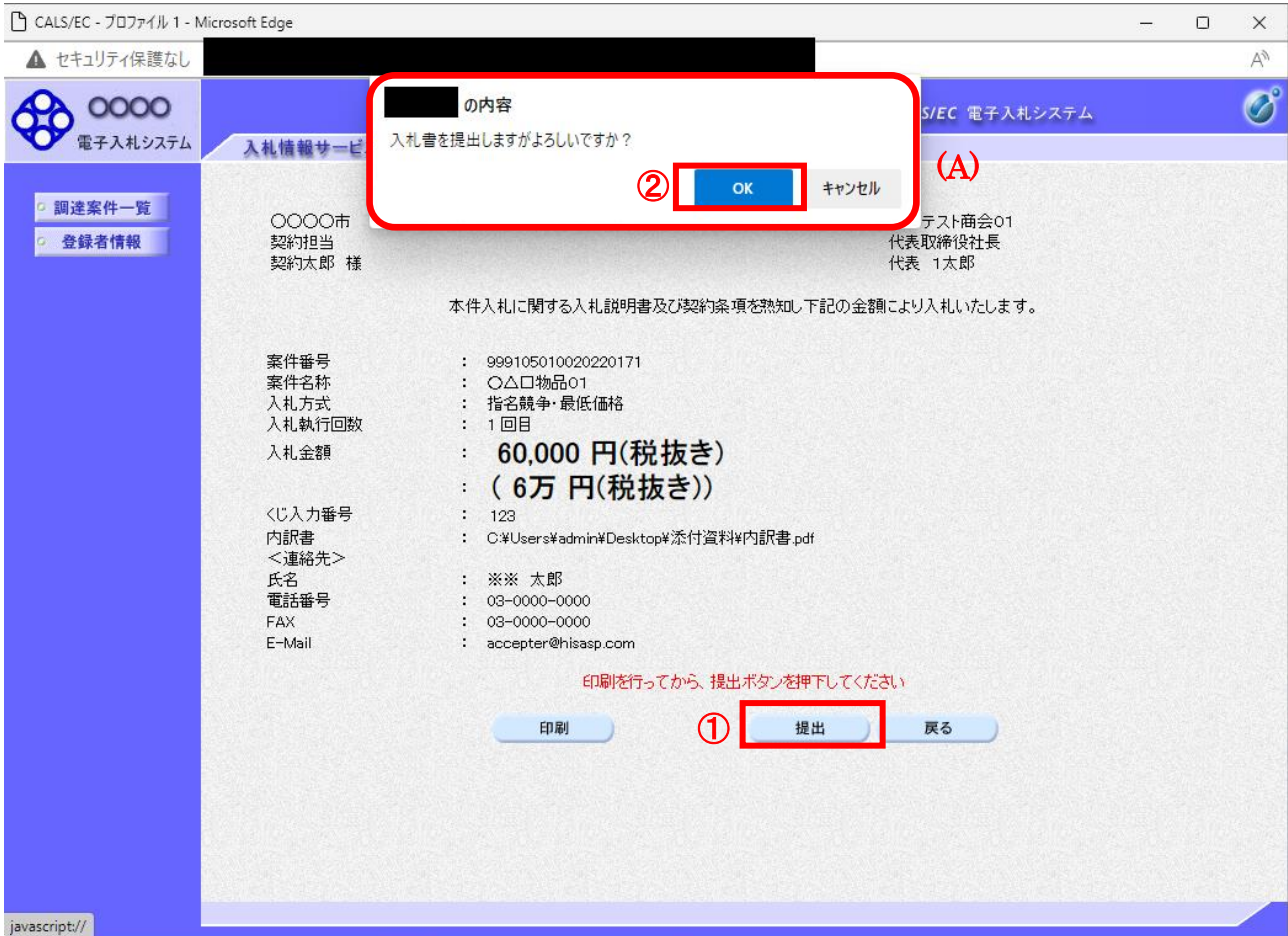 CALS/EC - プロファイル 1 - Microsoft Edge
セキュリティ保護なし
〇〇〇〇
電子入札システム
入札情報サービ
S/EC 電子入札システム
の内容
入札書を提出しますがよろしいですか？
② OK キャンセル
(A)
調達案件一覧
登録者情報
〇〇〇〇市
契約担当
契約太郎 様
テスト商会01
代表取締役社長
代表 1太郎
本件入札に関する入札説明書及び契約条項を熟知し下記の金額により入札いたします。
案件番号 : 999105010020220171
案件名称 : 〇△口物品01
入札方式 : 指名競争・最低価格
入札執行回数 : 1回目
入札金額 : 60,000 円(税抜き)
: ( 6万 円(税抜き))
くじ入力番号 : 123
内訳書 : C:¥Users¥admin¥Desktop¥添付資料¥内訳書.pdf
＜連絡先＞
氏名 : ※※ 太郎
電話番号 : 03-0000-0000
FAX : 03-0000-0000
E-Mail : accepter@hisasp.com
印刷を行ってから、提出ボタンを押下してください
印刷 ① 提出 戻る
javascript://